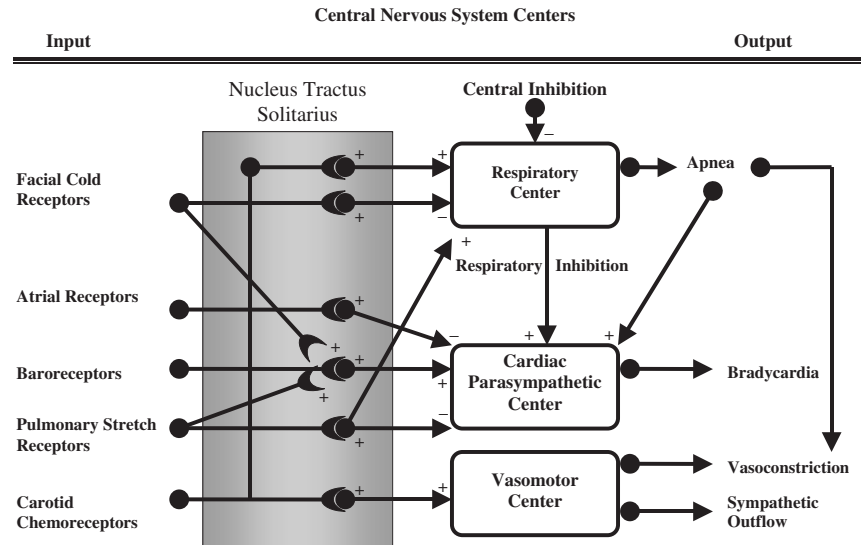 Central Nervous System Centers
Input
Output
Nucleus Tractus
Solitarius
Central Inhibition
−
Facial Cold
Receptors
+
+
Respiratory
Center
Apnea
+
−
+
Respiratory Inhibition
Atrial Receptors
+
−
+
+
+
Baroreceptors
+
+
+
Cardiac
Parasympathetic
Center
Bradycardia
Pulmonary Stretch
Receptors
+
−
Carotid
Chemoreceptors
+
+
Vasomotor
Center
Vasoconstriction
Sympathetic
Outflow